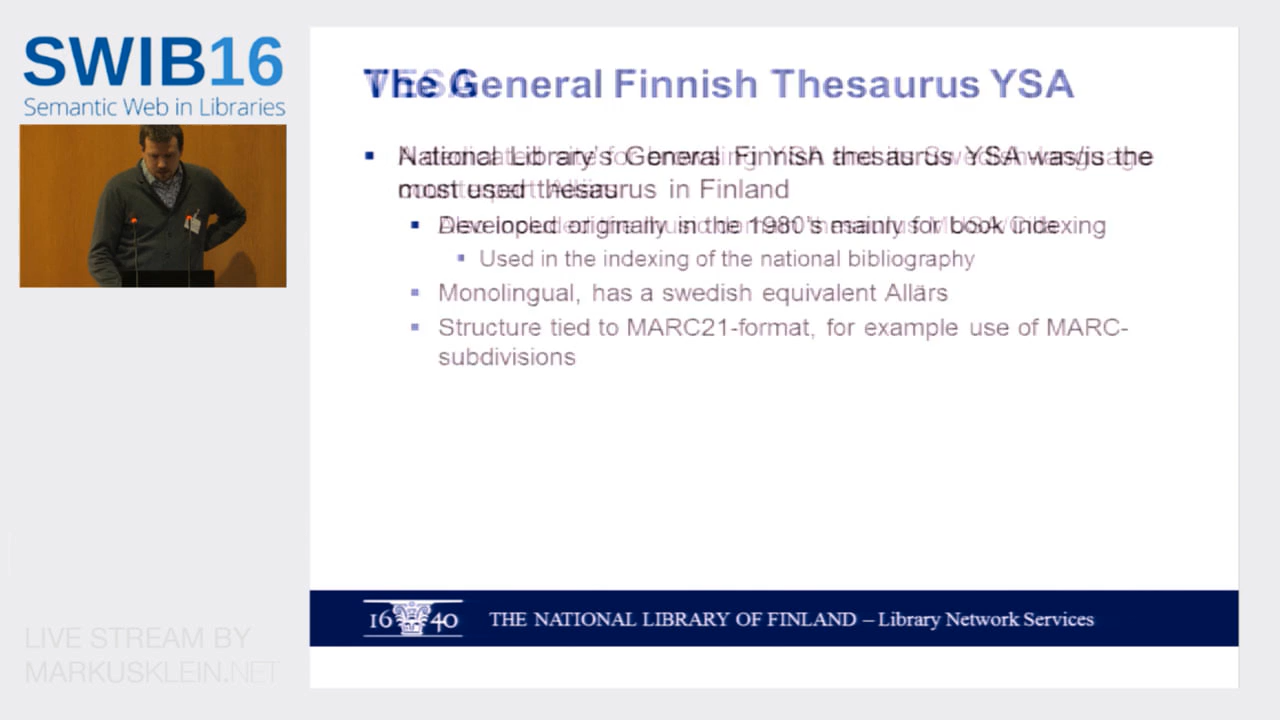 SWIB16
Semantic Web in Libraries
The General Finnish Thesaurus YSA
National Library's General Finnish thesaurus YSA was/is the
most used thesaurus in Finland
Developed originally in the 1980's mainly for book indexing
Used in the indexing of the national bibliography
Monolingual, has a swedish equivalent Allärs
Structure tied to MARC21-format, for example use of MARC-
subdivisions
1640 THE NATIONAL LIBRARY OF FINLAND – Library Network Services
LIVE STREAM BY
MARKUSKLEIN.NET